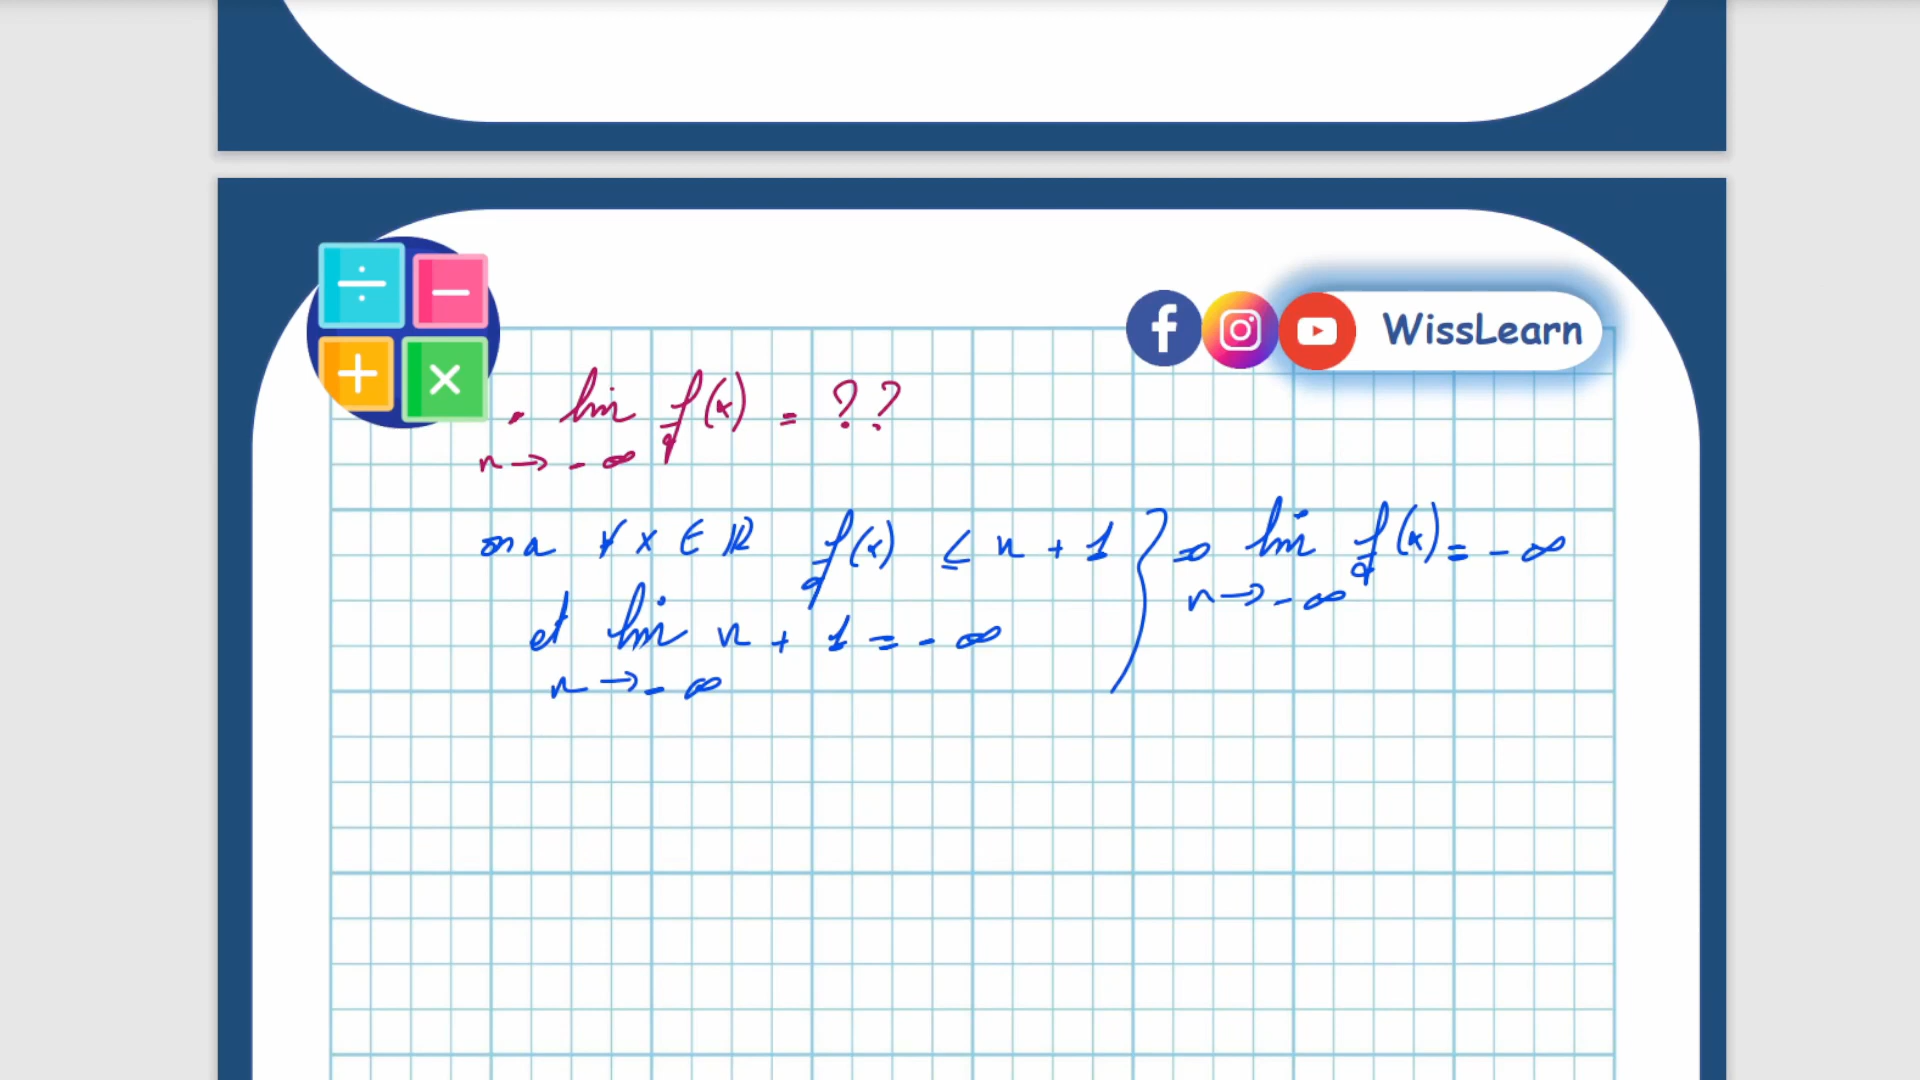 WissLearn
. lim f(x) = ??
x → - ∞
on a ∀ x ∈ ℝ f(x) ≤ x + 1 } ⇒ lim f(x) = - ∞
x → - ∞
et lim x + 1 = - ∞
x → - ∞